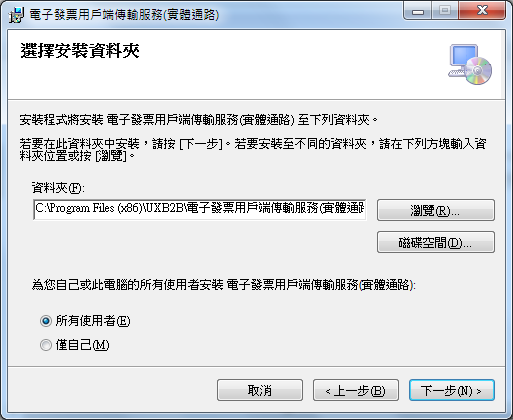 電子發票用戶端傳輸服務(實體通路)
選擇安裝資料夾
安裝程式將安裝 電子發票用戶端傳輸服務(實體通路) 至下列資料夾。
若要在此資料夾中安裝，請按 [下一步]。若要安裝至不同的資料夾，請在下列方塊輸入資
料夾位置或按 [瀏覽]。
資料夾(F):
C:\Program Files (x86)\UXB2B\電子發票用戶端傳輸服務(實體通路
瀏覽(R)...
磁碟空間(D)...
為您自己或此電腦的所有使用者安裝 電子發票用戶端傳輸服務(實體通路):
所有使用者(E)
僅自己(M)
取消
< 上一步(B)
下一步(N) >